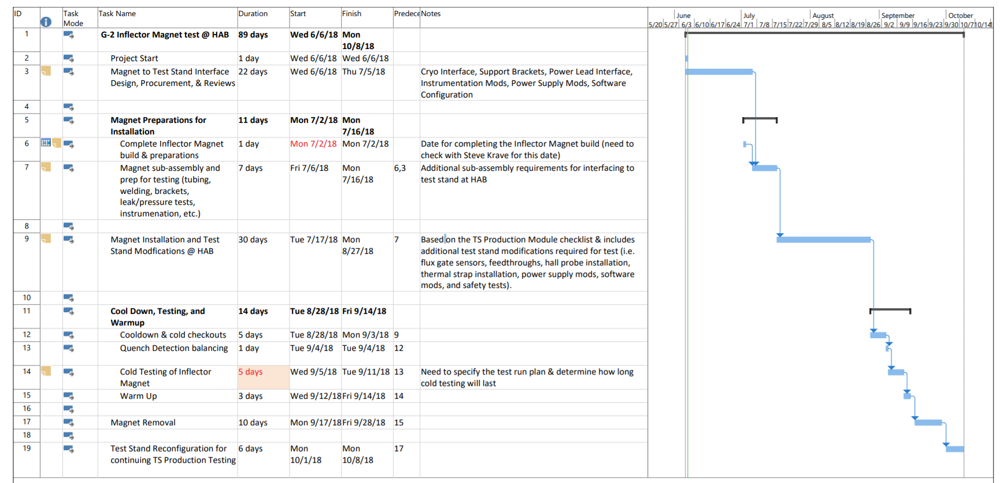 ID Task Mode Task Name Duration Start Finish Predece Notes
June July August September October
5/20 5/27 6/3 6/10 6/17 6/24 7/1 7/8 7/15 7/22 7/29 8/5 8/12 8/19 8/26 9/2 9/9 9/16 9/23 9/30 10/7 10/14
1 G-2 Inflector Magnet test @ HAB 89 days Wed 6/6/18 Mon
10/8/18
2 Project Start 1 day Wed 6/6/18 Wed 6/6/18
3 Magnet to Test Stand Interface 22 days Wed 6/6/18 Thu 7/5/18 Cryo Interface, Support Brackets, Power Lead Interface,
Design, Procurement, & Reviews Instrumentation Mods, Power Supply Mods, Software
Configuration
4
5 Magnet Preparations for 11 days Mon 7/2/18 Mon
Installation 7/16/18
6 Complete Inflector Magnet 1 day Mon 7/2/18 Mon 7/2/18 Date for completing the Inflector Magnet build (need to
build & preparations check with Steve Krave for this date)
7 Magnet sub-assembly and 7 days Fri 7/6/18 Mon 6,3 Additional sub-assembly requirements for interfacing to
prep for testing (tubing, 7/16/18 test stand at HAB
welding, brackets,
leak/pressure tests,
instrumenation, etc.)
8
9 Magnet Installation and Test 30 days Tue 7/17/18 Mon 7 Based on the TS Production Module checklist & includes
Stand Modfications @ HAB 8/27/18 additional test stand modifications required for test (i.e.
flux gate sensors, feedthroughs, hall probe installation,
thermal strap installation, power supply mods, software
mods, and safety tests).
10
11 Cool Down, Testing, and 14 days Tue 8/28/18 Fri 9/14/18
Warmup
12 Cooldown & cold checkouts 5 days Tue 8/28/18 Mon 9/3/18 9
13 Quench Detection balancing 1 day Tue 9/4/18 Tue 9/4/18 12
14 Cold Testing of Inflector 5 days Wed 9/5/18 Tue 9/11/18 13 Need to specify the test run plan & determine how long
Magnet cold testing will last
15 Warm Up 3 days Wed 9/12/18 Fri 9/14/18 14
16
17 Magnet Removal 10 days Mon 9/17/18 Fri 9/28/18 15
18
19 Test Stand Reconfiguration for 6 days Mon Mon 17
continuing TS Production Testing 10/1/18 10/8/18